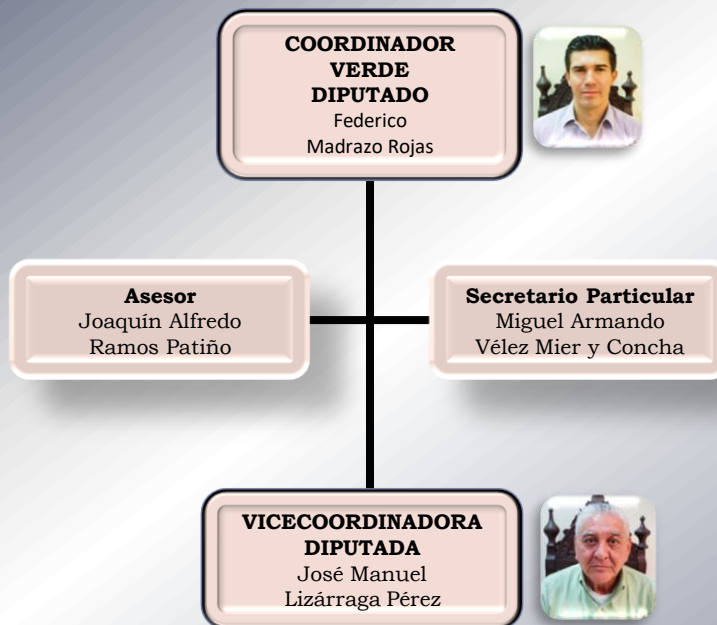 COORDINADOR
VERDE
DIPUTADO
Federico
Madrazo Rojas
Asesor
Joaquín Alfredo
Ramos Patiño
Secretario Particular
Miguel Armando
Vélez Mier y Concha
VICECOORDINADORA
DIPUTADA
José Manuel
Lizárraga Pérez